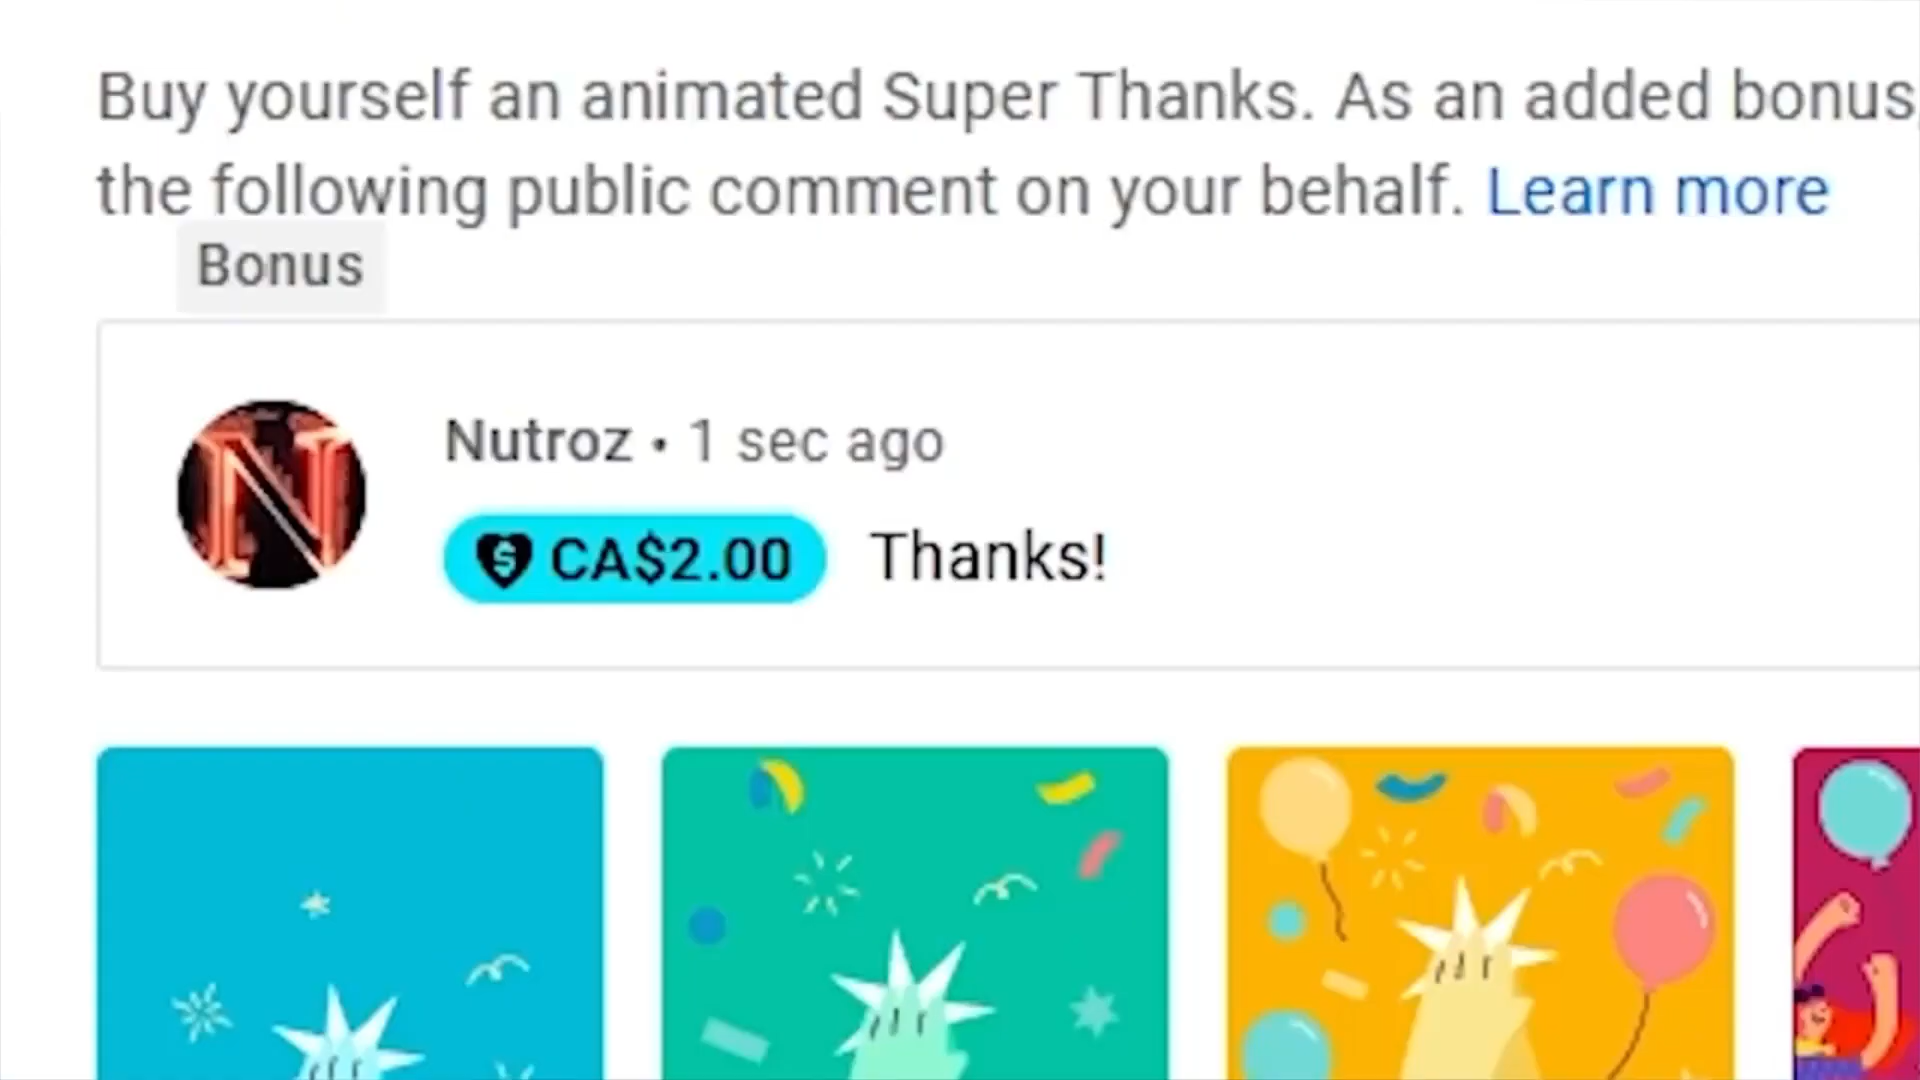 Buy yourself an animated Super Thanks. As an added bonus,
the following public comment on your behalf. Learn more
Bonus
N
Nutroz • 1 sec ago
$ CA$2.00 Thanks!